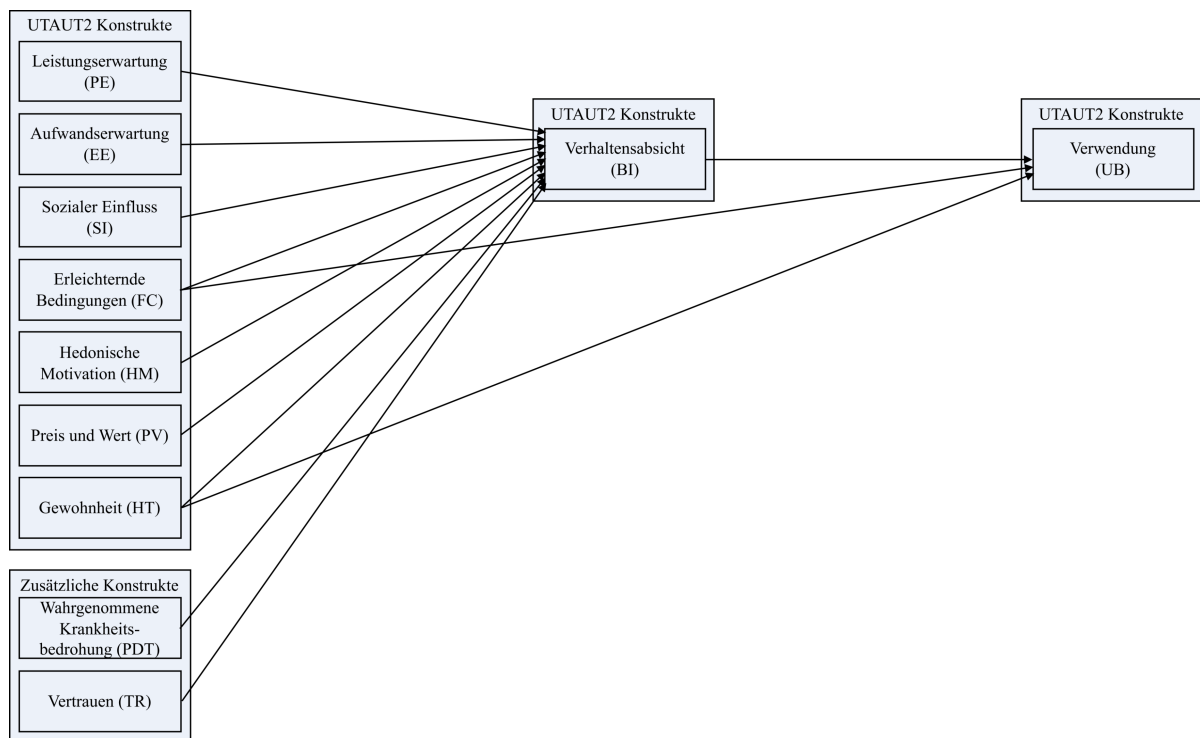 UTAUT2 Konstrukte
Leistungserwartung
(PE)
Aufwandserwartung
(EE)
Sozialer Einfluss
(SI)
Erleichternde
Bedingungen (FC)
Hedonische
Motivation (HM)
Preis und Wert (PV)
Gewohnheit (HT)
Zusätzliche Konstrukte
Wahrgenommene
Krankheits-
bedrohung (PDT)
Vertrauen (TR)
UTAUT2 Konstrukte
Verhaltensabsicht
(BI)
UTAUT2 Konstrukte
Verwendung
(UB)